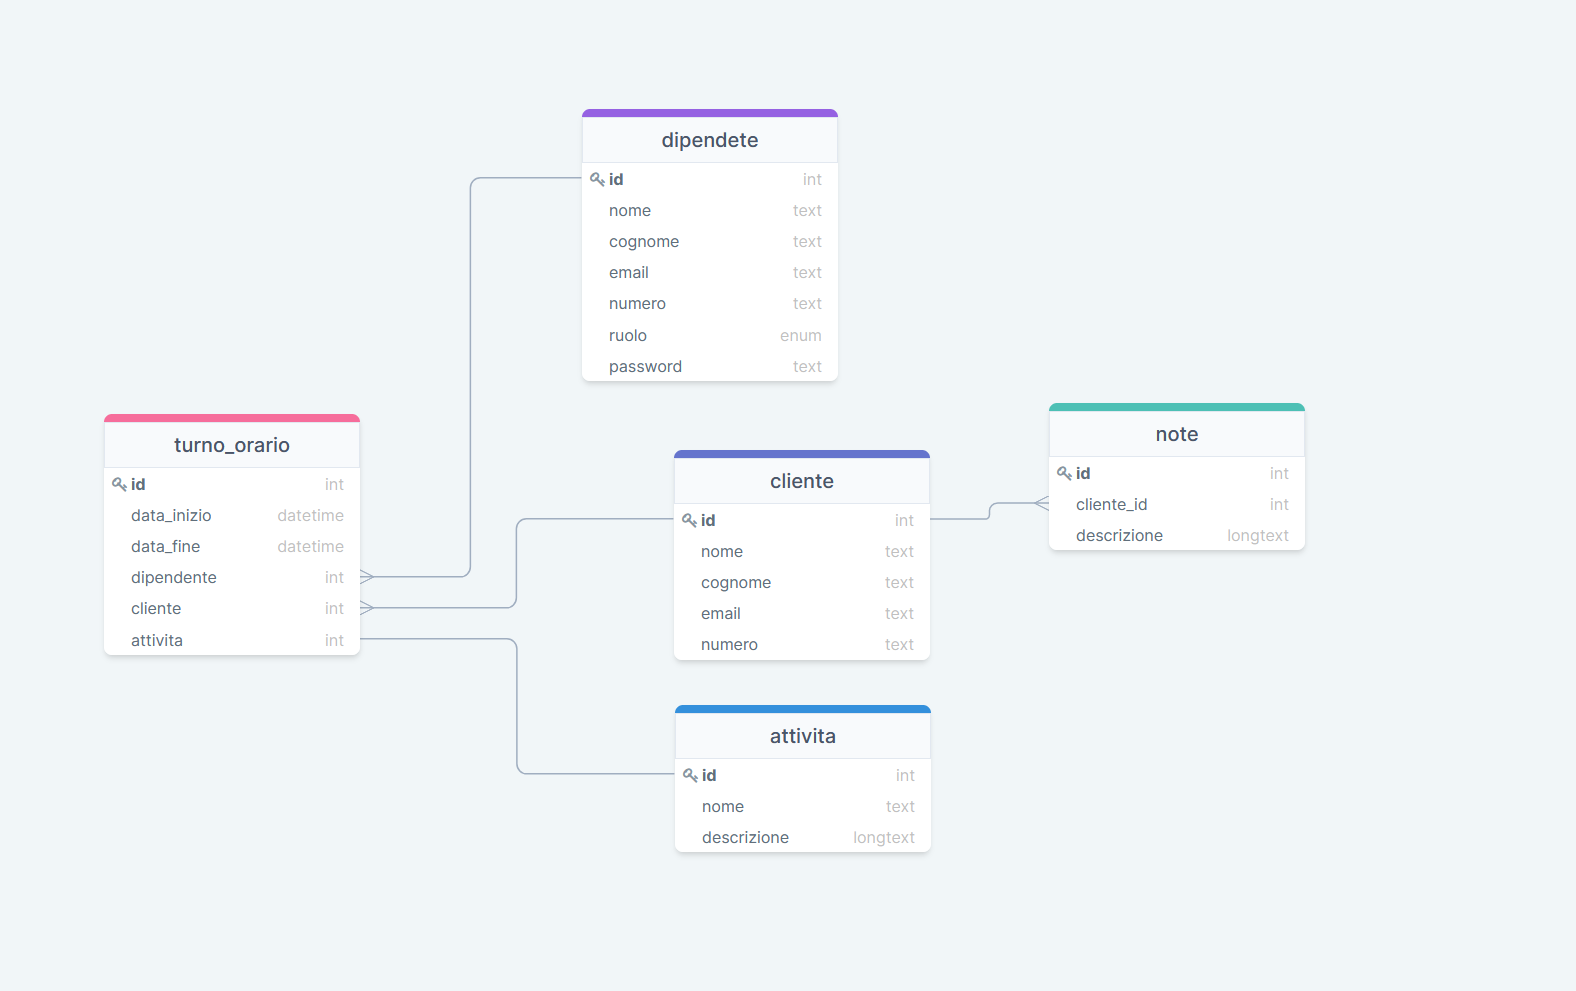 dipendete
id int
nome text
cognome text
email text
numero text
ruolo enum
password text
turno_orario
id int
data_inizio datetime
data_fine datetime
dipendente int
cliente int
attivita int
cliente
id int
nome text
cognome text
email text
numero text
note
id int
cliente_id int
descrizione longtext
attivita
id int
nome text
descrizione longtext